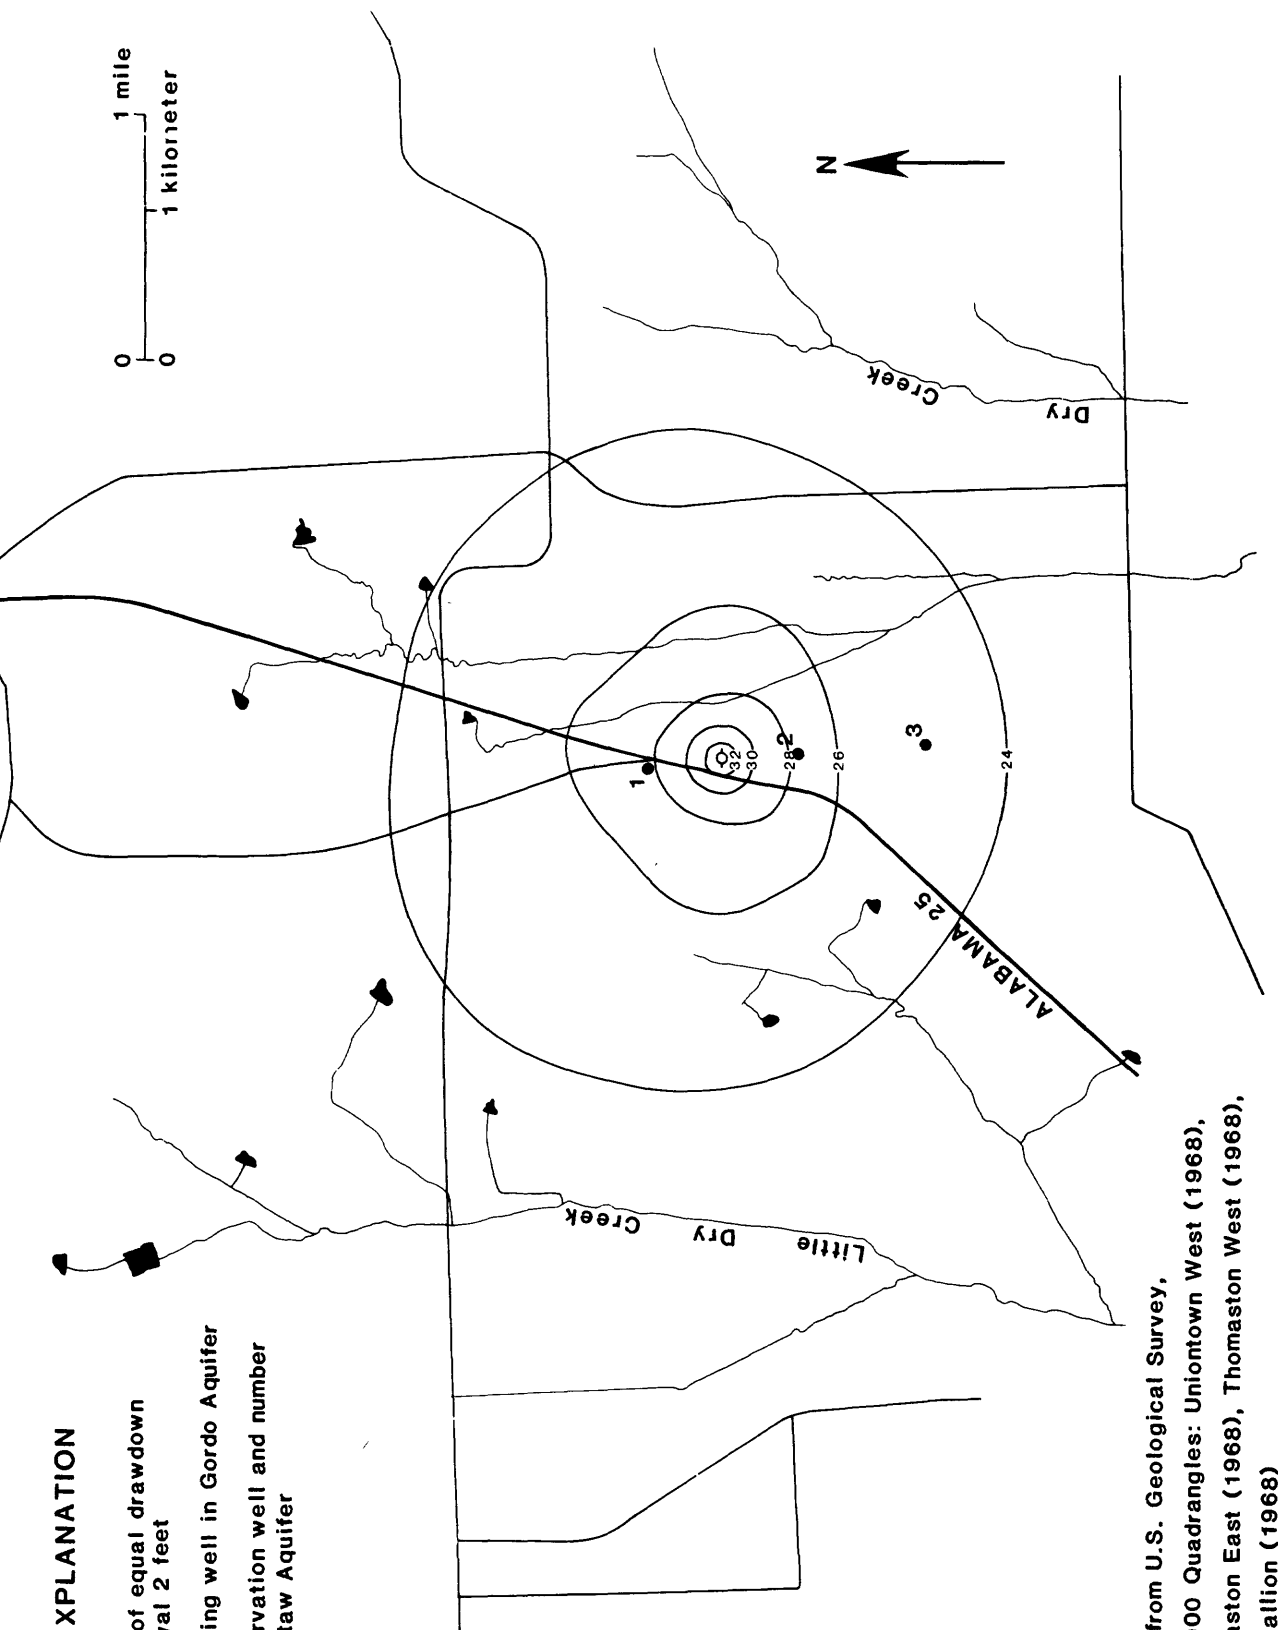 XPLANATION
of equal drawdown
val 2 feet
ing well in Gordo Aquifer
rvation well and number
taw Aquifer
0 1 mile
0 1 kilometer
N
Creek
Dry
1
2
3
32
30
28
26
24
ALABAMA 25
Little Dry Creek
from U.S. Geological Survey,
00 Quadrangles: Uniontown West (1968),
aston East (1968), Thomaston West (1968),
allion (1968)